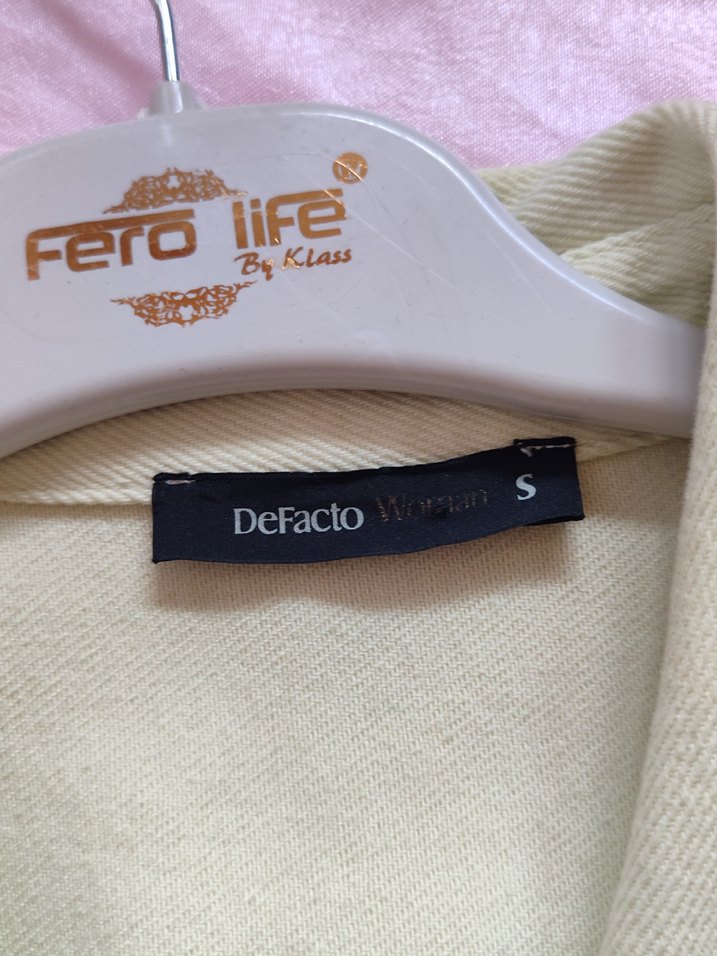 Fero life
By Klass
DeFacto Woman S